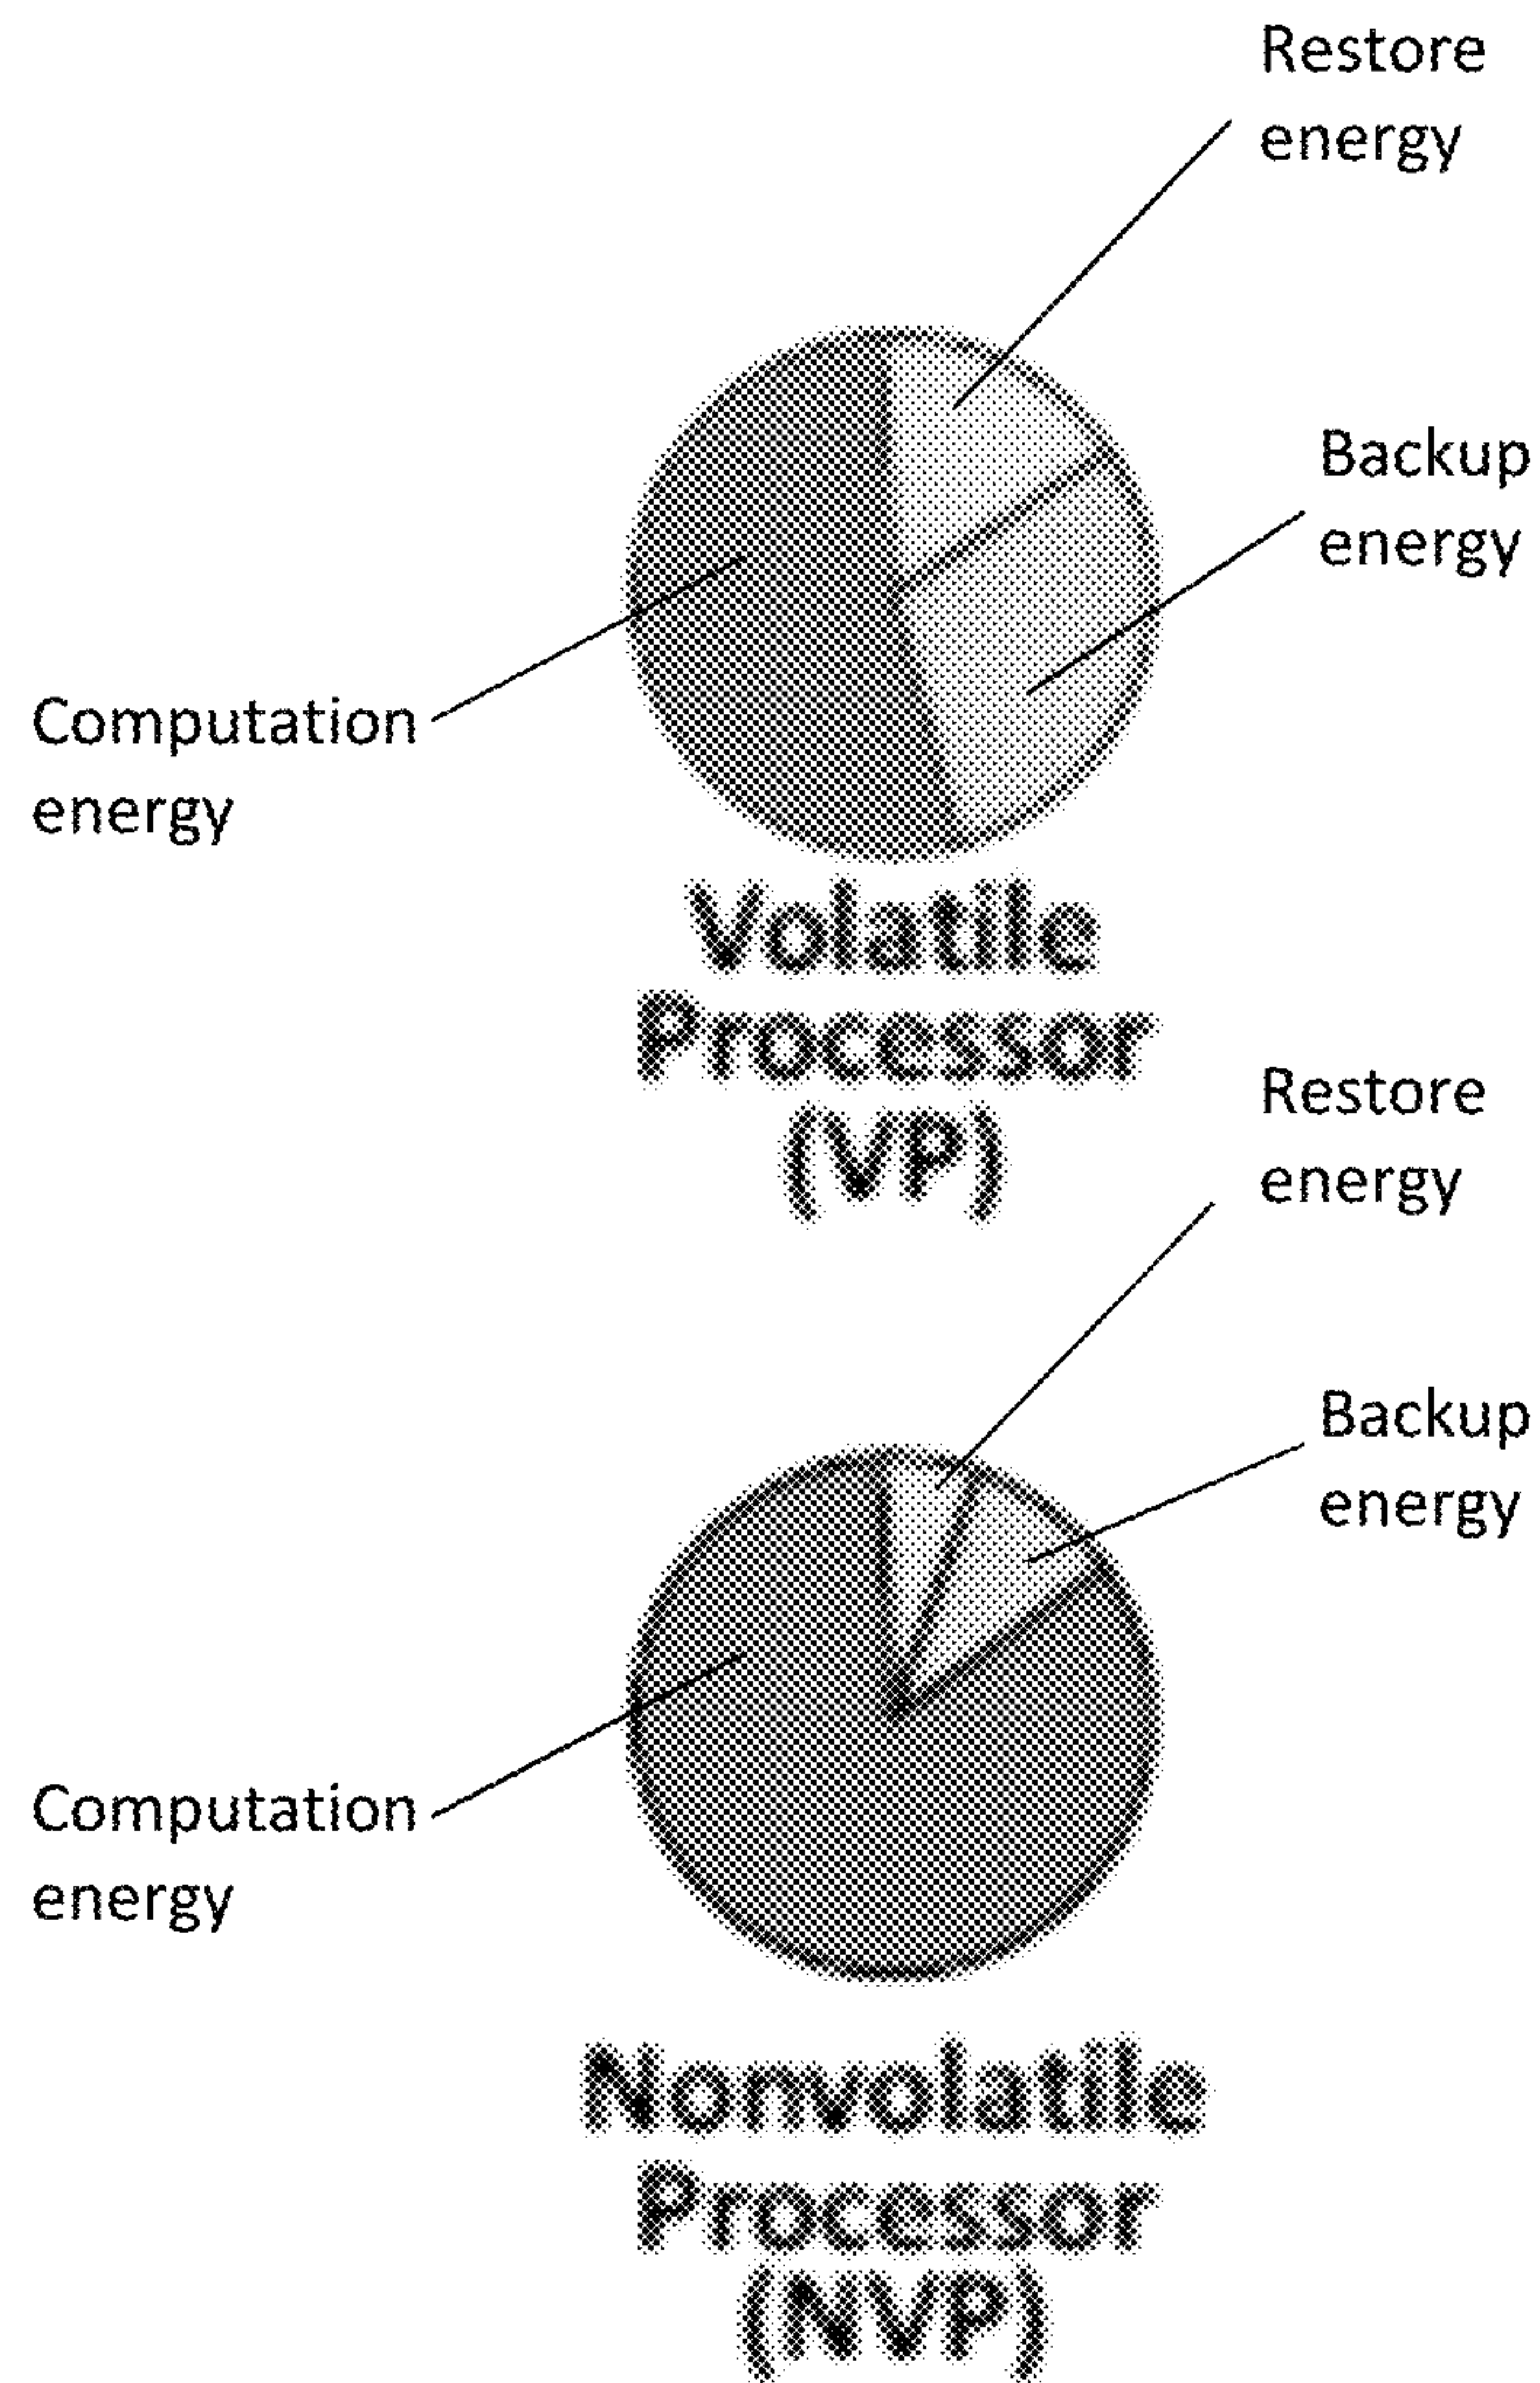 Restore
energy
Backup
energy
Computation
energy
Volatile
Processor
(VP)
Restore
energy
Backup
energy
Computation
energy
Nonvolatile
Processor
(NVP)